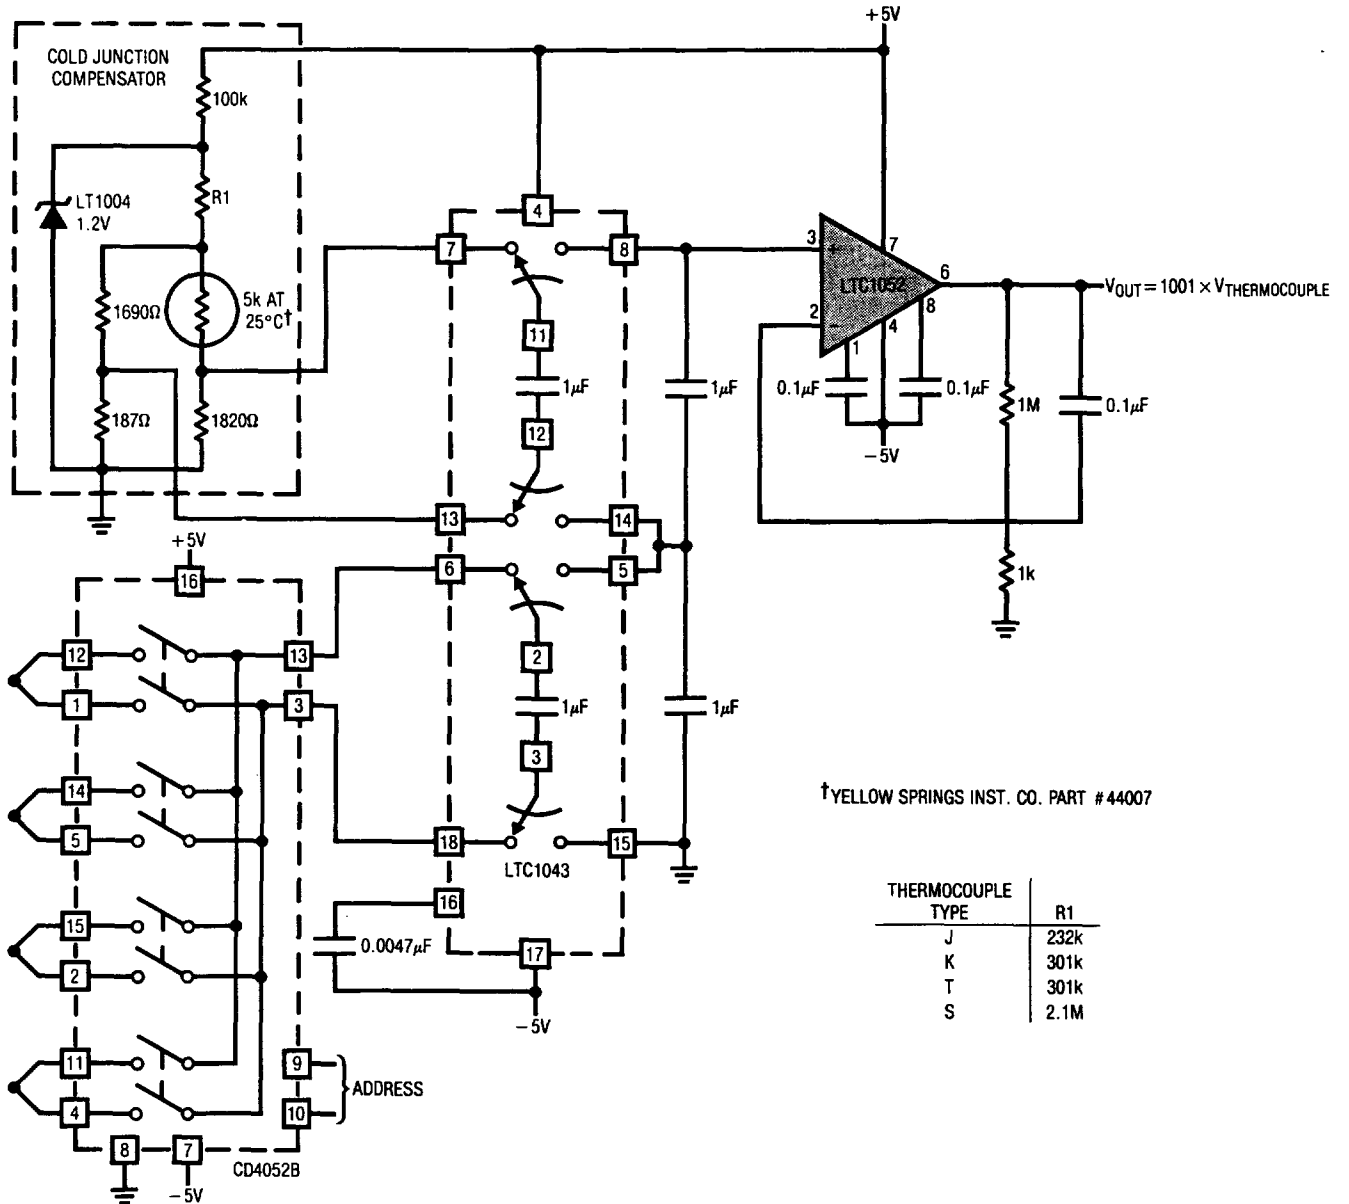 +5V
COLD JUNCTION
COMPENSATOR
100k
R1
LT1004
1.2V
1690Ω
5k AT
25°C†
187Ω
1820Ω
4
7
8
11
1µF
12
13
14
6
5
2
1µF
3
18
15
LTC1043
16
0.0047µF
17
−5V
1µF
1µF
3
+
7
LTC1052
6
2
−
8
4
1
0.1µF
0.1µF
−5V
VOUT = 1001 × VTHERMOCOUPLE
1M
0.1µF
1k
+5V
16
12
13
1
3
14
5
15
2
11
9
4
10
ADDRESS
8
7
CD4052B
−5V
†YELLOW SPRINGS INST. CO. PART #44007
THERMOCOUPLE
TYPE R1
J 232k
K 301k
T 301k
S 2.1M